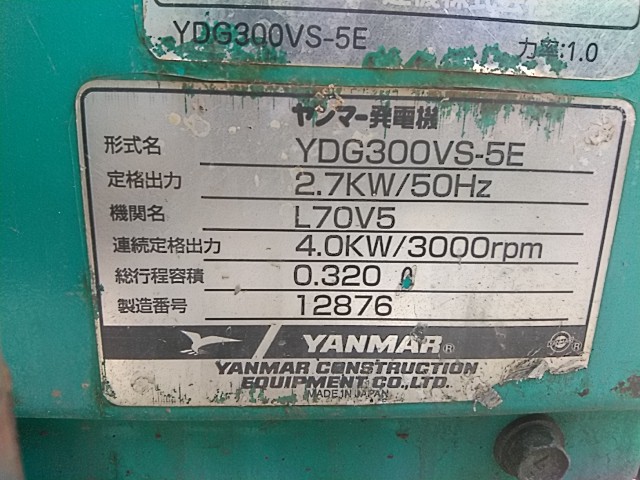 YDG300VS-5E 力率:1.0
ヤンマー発電機
形式名 YDG300VS-5E
定格出力 2.7KW/50Hz
機関名 L70V5
連続定格出力 4.0KW/3000rpm
総行程容積 0.320 ℓ
製造番号 12876
YANMAR®
YANMAR CONSTRUCTION
EQUIPMENT CO., LTD.
MADE IN JAPAN